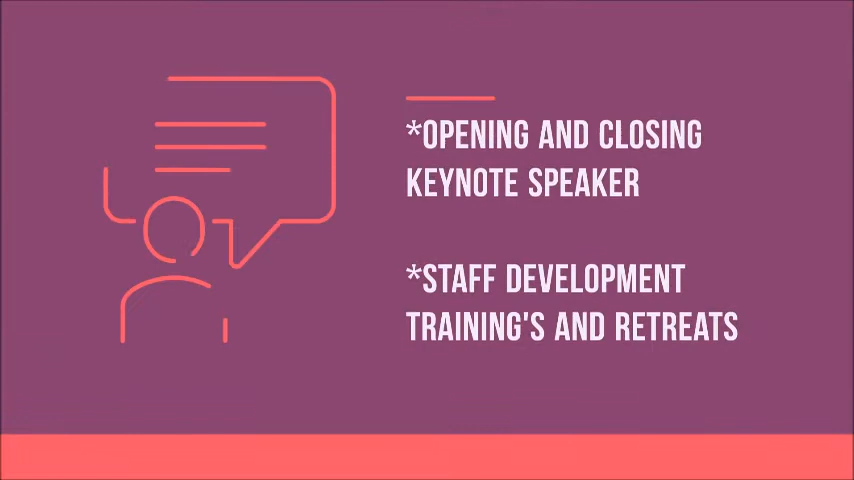 *OPENING AND CLOSING
KEYNOTE SPEAKER
*STAFF DEVELOPMENT
TRAINING'S AND RETREATS